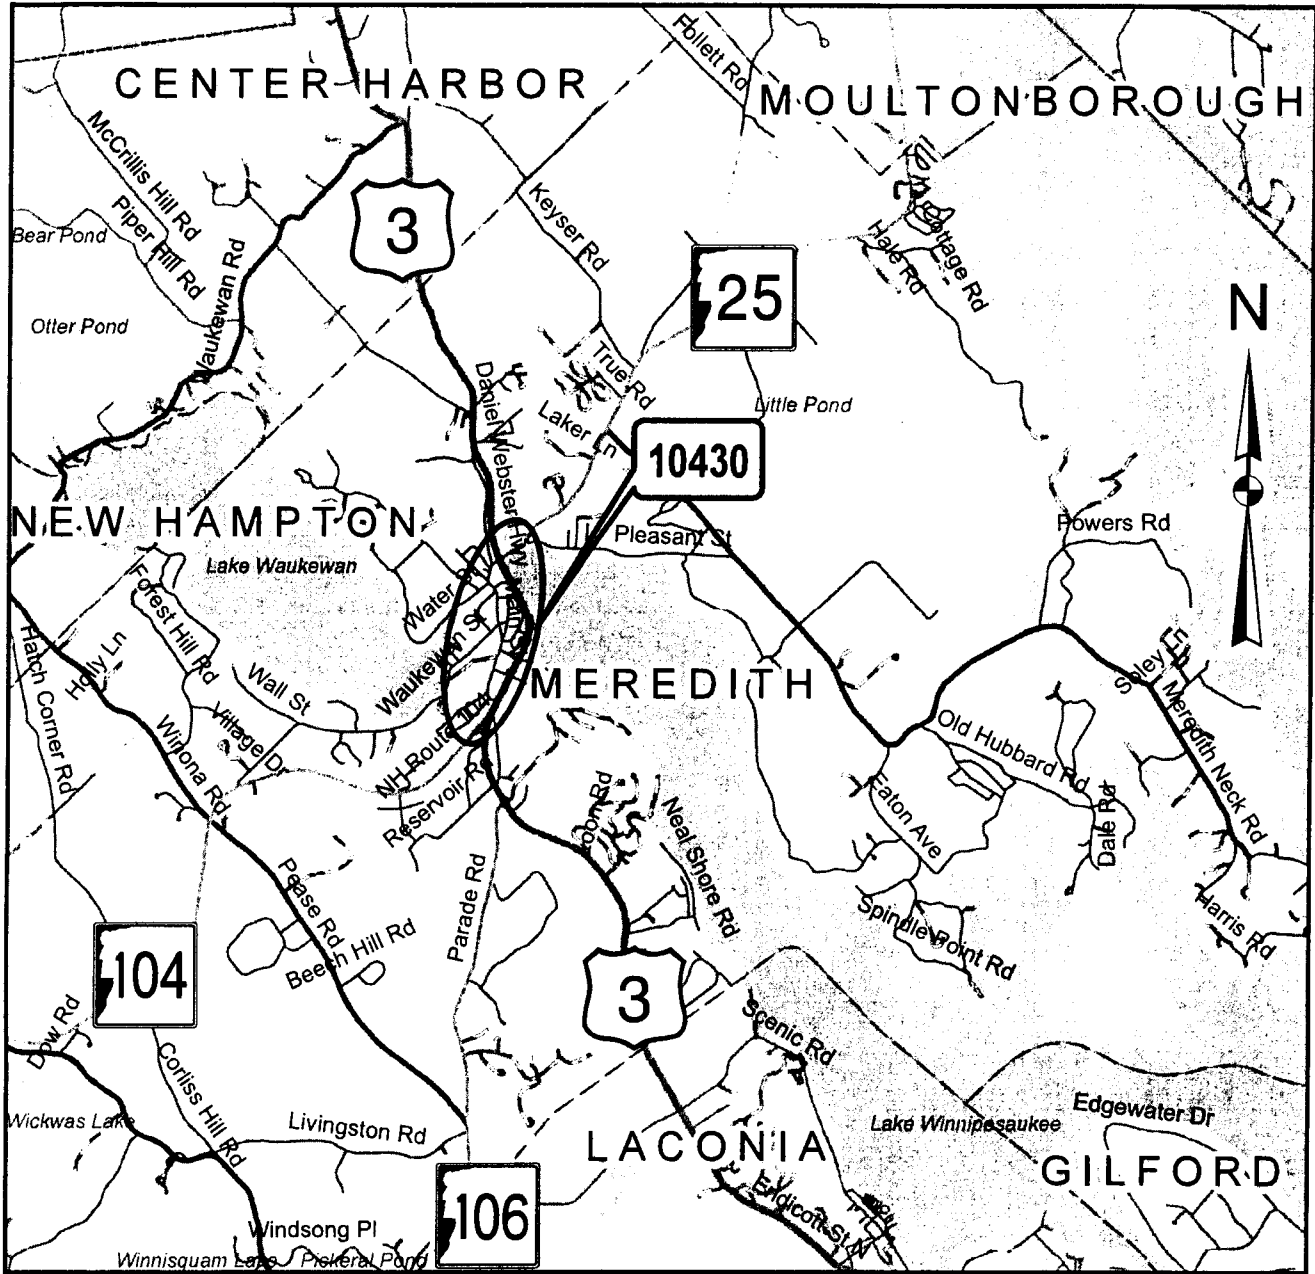 CENTER HARBOR
Follett Rd
MOULTONBOROUGH
McCrillis Hill Rd
Piper Hill Rd
Bear Pond
3
Keyser Rd
Cottage Rd
Hale Rd
Otter Pond
Waukewan Rd
25
N
Daniel Webster Hwy
True Rd
Laker Ln
Little Pond
10430
NEW HAMPTON
Pleasant St
Powers Rd
Lake Waukewan
Water St
Main St
Forest Hill Rd
Waukewan St
Hatch Corner Rd
Holly Ln
Wall St
MEREDITH
Meredith Neck Rd
Winona Rd
Village Dr
NH Route 104
Reservoir Rd
Old Hubbard Rd
Eaton Ave
Dale Rd
Neal Shore Rd
Pease Rd
Parade Rd
Beech Hill Rd
Spindle Point Rd
Harris Rd
104
3
Dow Rd
Corliss Hill Rd
Scenic Rd
Wickwas Lake
Livingston Rd
Lake Winnipesaukee
Edgewater Dr
LACONIA
GILFORD
106
Endicott St N
Windsong Pl
Winnisquam Lake
Pickeral Pond